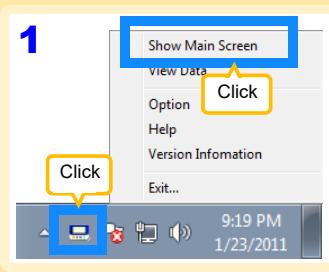 1
Show Main Screen
View Data
Click
Option
Help
Version Infomation
Click
Exit...
9:19 PM
1/23/2011